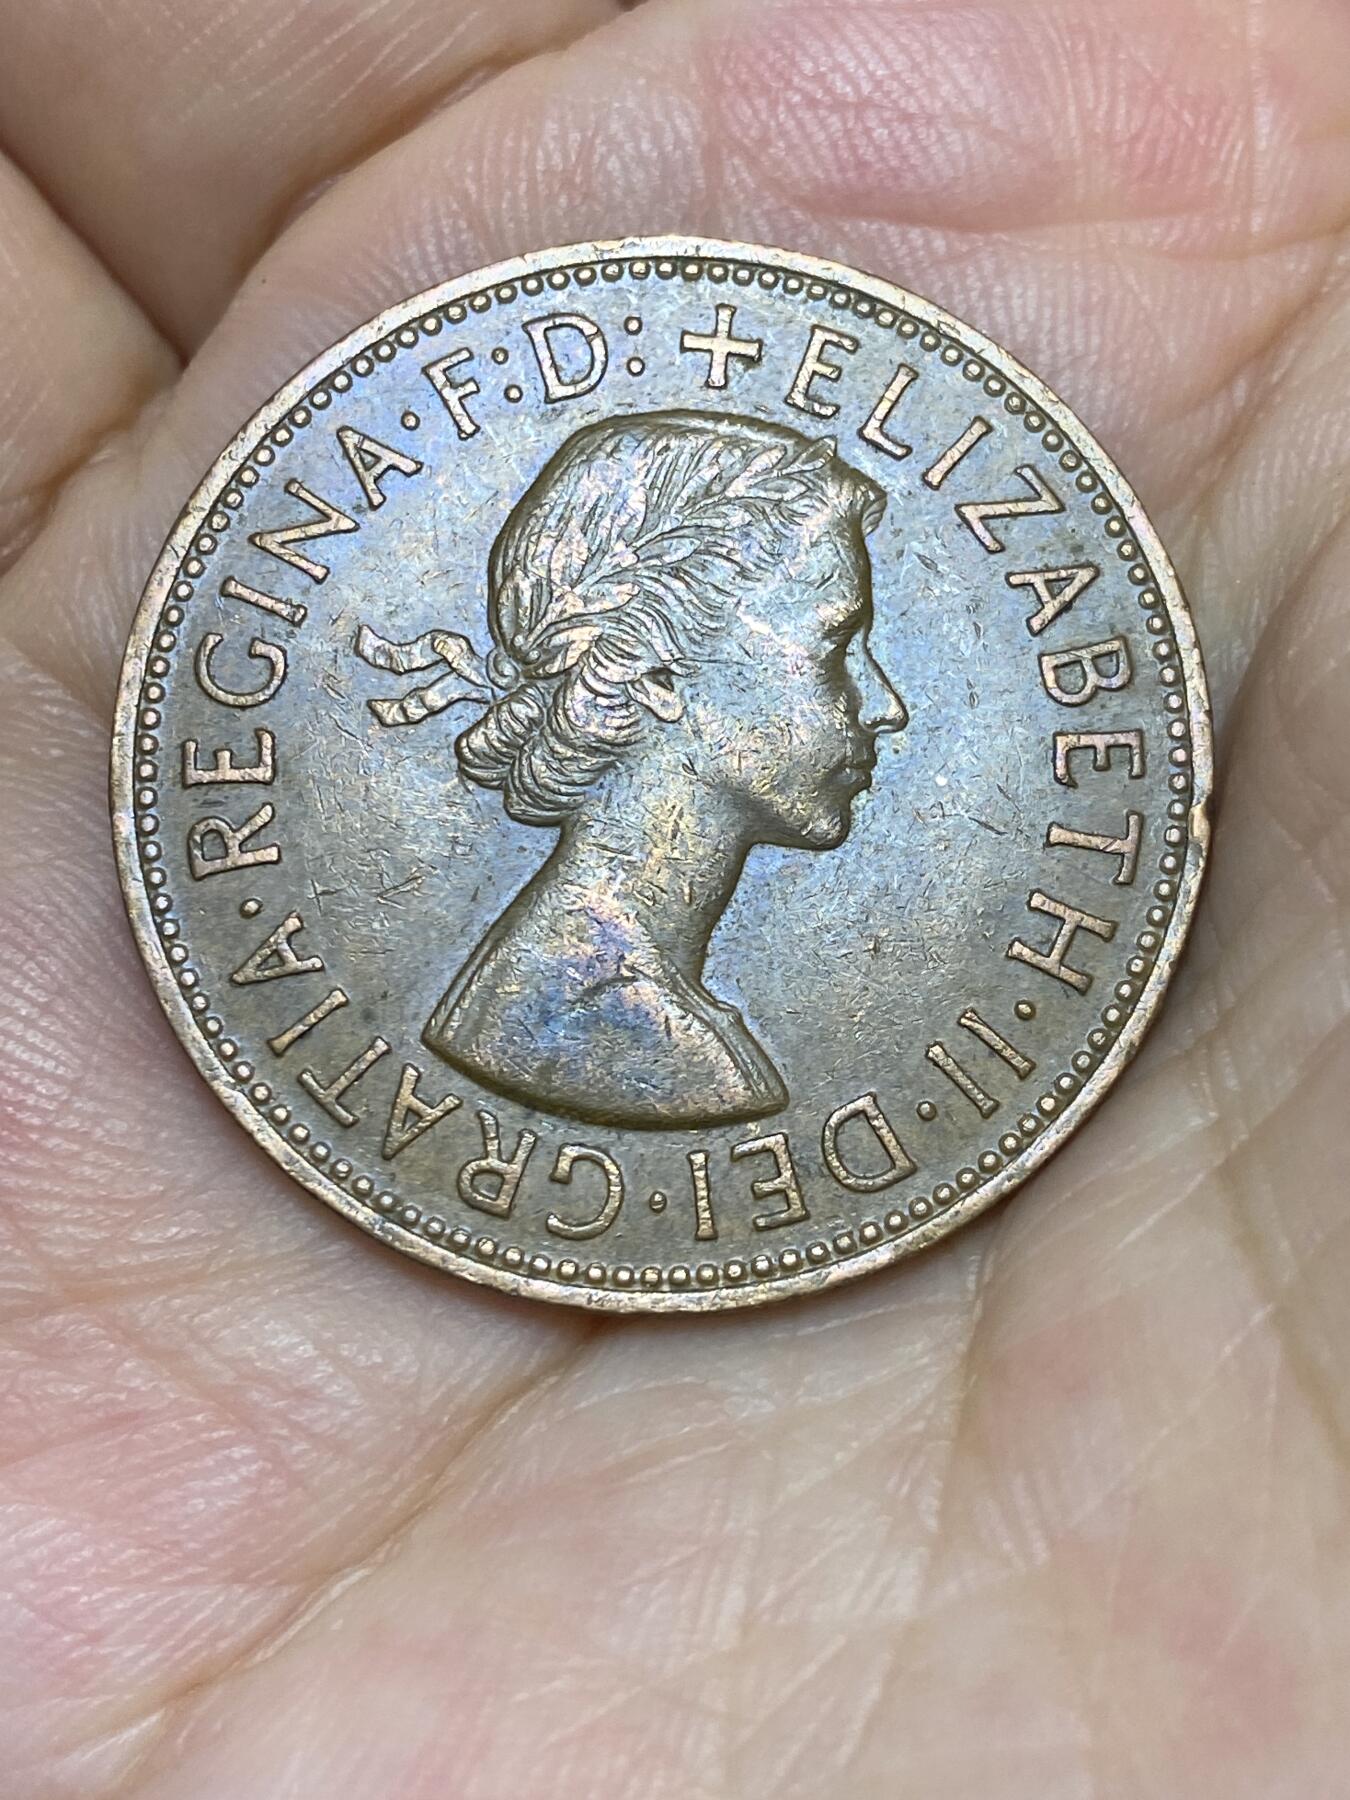 + ELIZABETH · II · DEI · GRATIA · REGINA · F: D: